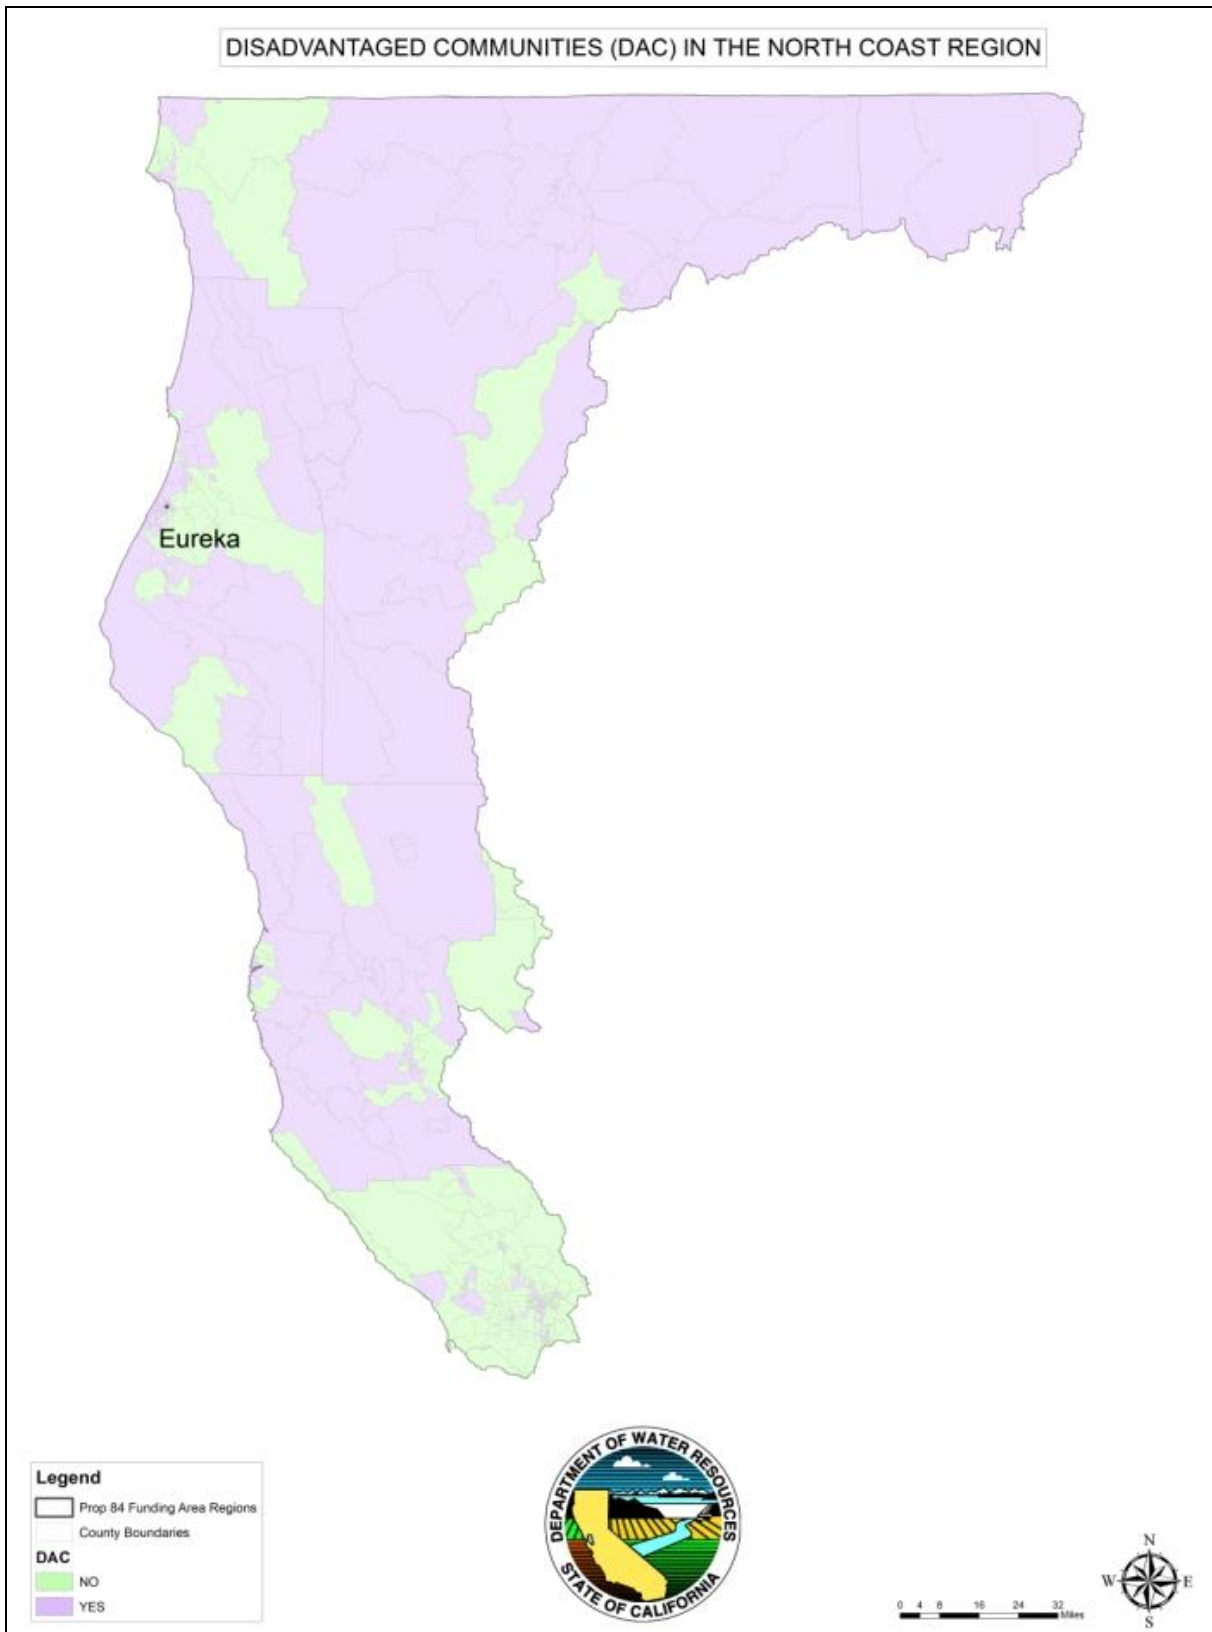 DISADVANTAGED COMMUNITIES (DAC) IN THE NORTH COAST REGION
Eureka
Legend
Prop 84 Funding Area Regions
County Boundaries
DAC
NO
YES
DEPARTMENT OF WATER RESOURCES
STATE OF CALIFORNIA
0 4 8 16 24 32
Miles
N
W E
S